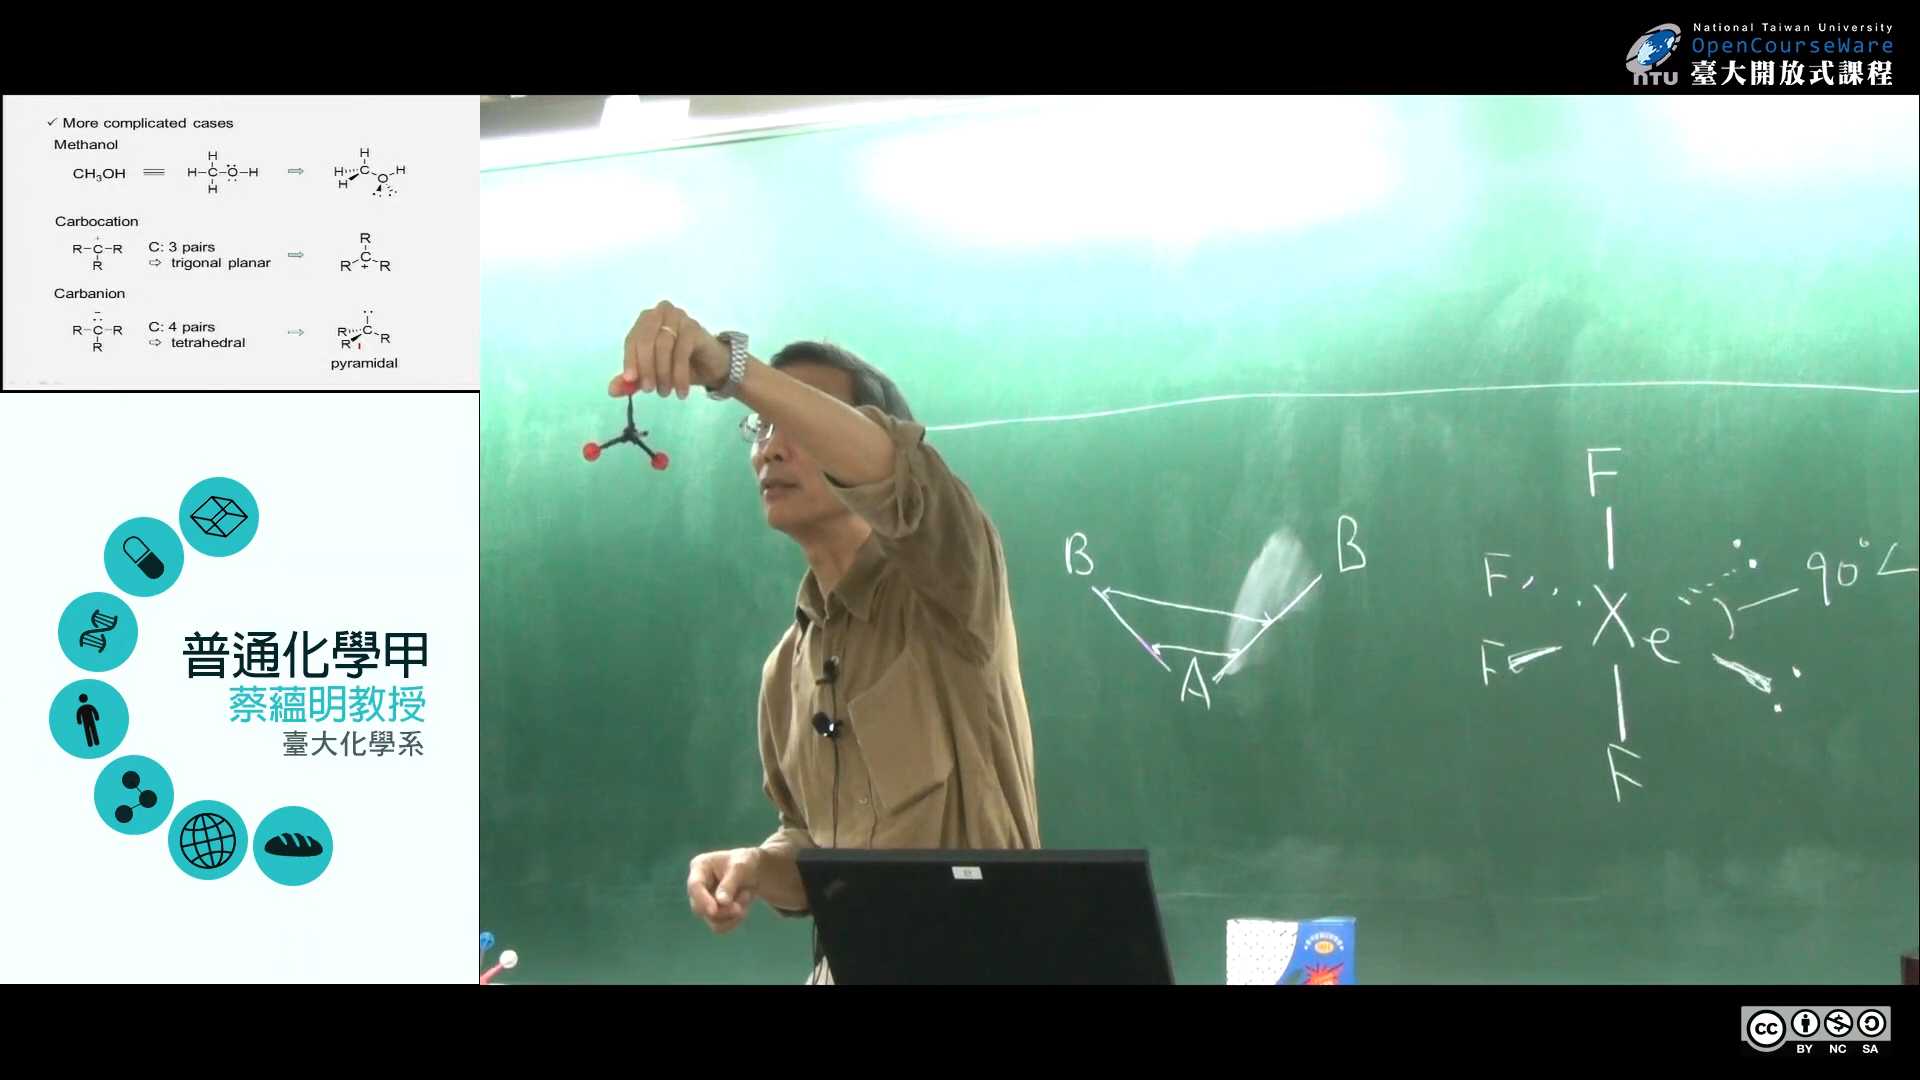 National Taiwan University
OpenCourseWare
NTU 臺大開放式課程
✓ More complicated cases
Methanol
CH3OH
H
H-C-O-H
H
H
H C O H
H
Carbocation
+
R-C-R
R
C: 3 pairs
⇨ trigonal planar
R
C
R + R
Carbanion
−
R-C-R
R
C: 4 pairs
⇨ tetrahedral
R C
R R
pyramidal
普通化學甲
蔡蘊明教授
臺大化學系
B
B
A
F
F
Xe
90°∠
F
F
cc
BY NC SA